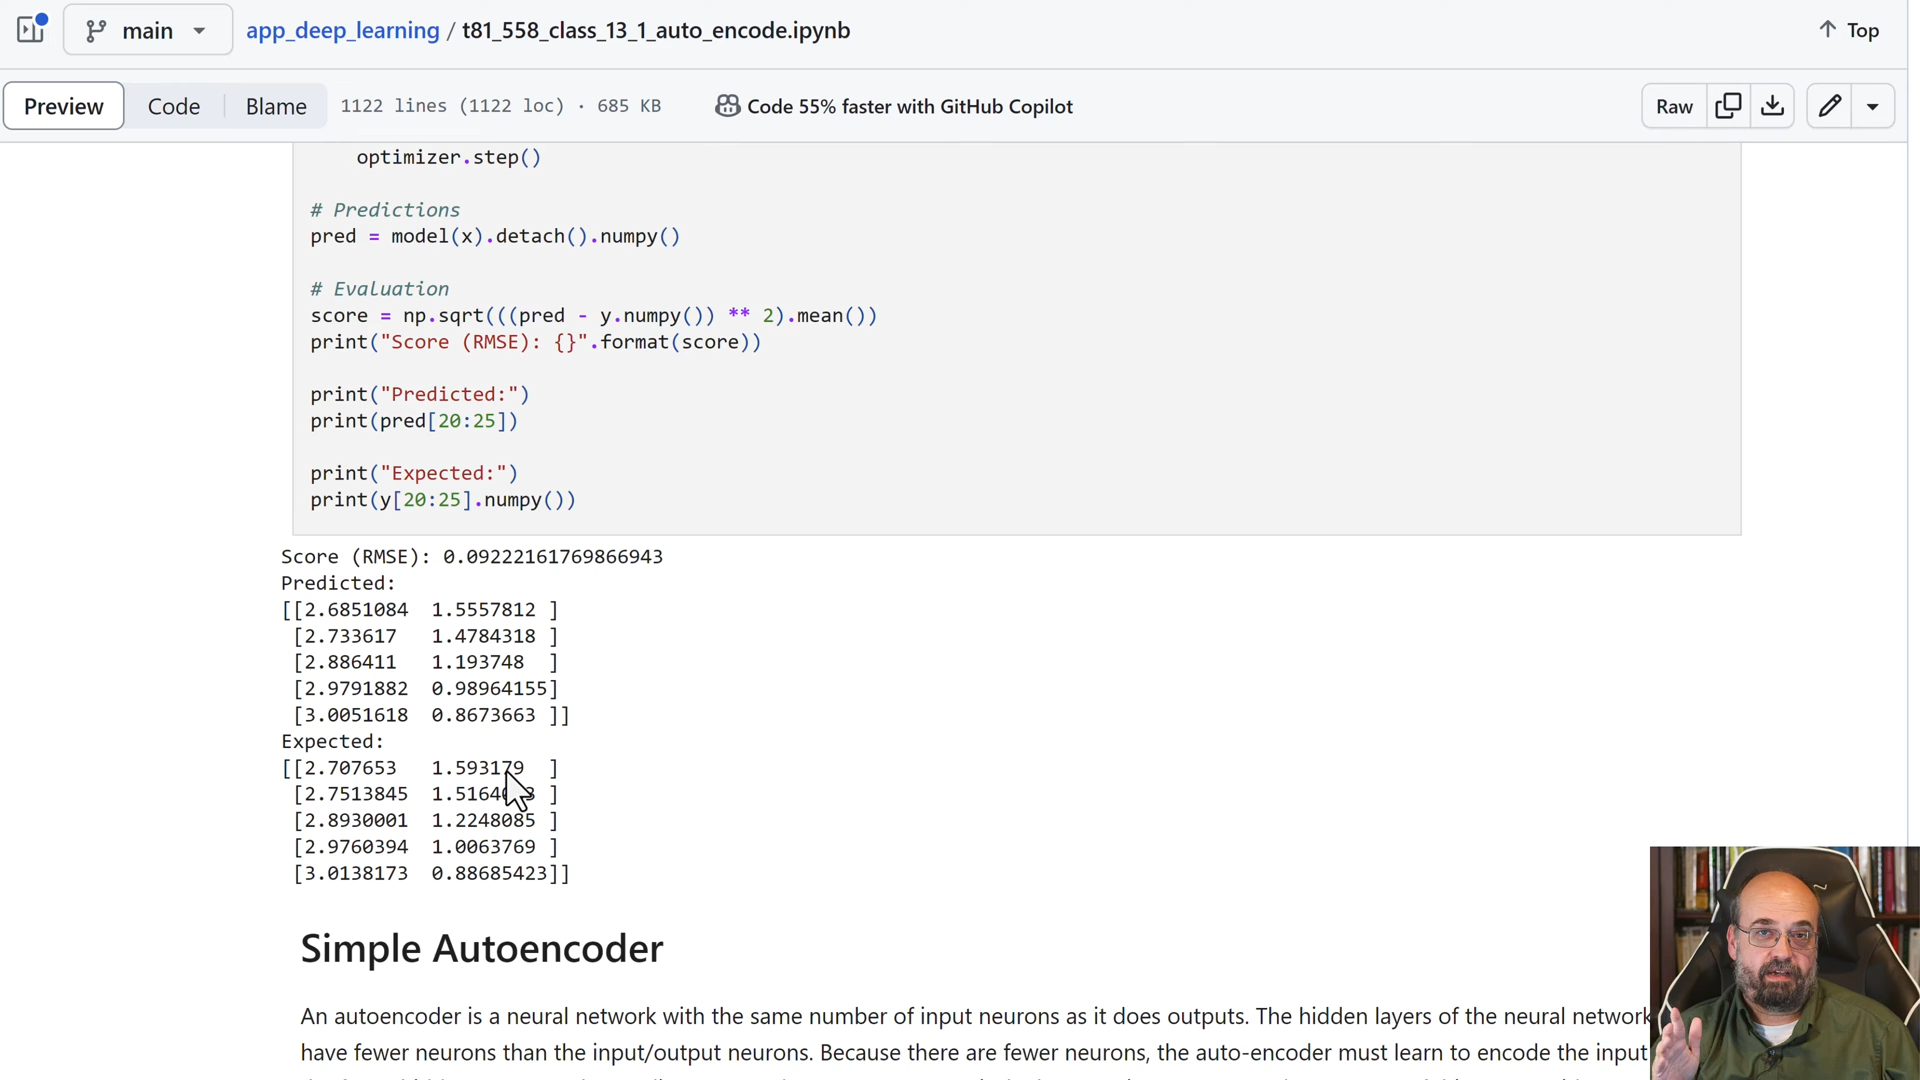 main
app_deep_learning / t81_558_class_13_1_auto_encode.ipynb
Top
Preview Code Blame 1122 lines (1122 loc) · 685 KB Code 55% faster with GitHub Copilot Raw
optimizer.step()
# Predictions
pred = model(x).detach().numpy()
# Evaluation
score = np.sqrt(((pred - y.numpy()) ** 2).mean())
print("Score (RMSE): {}".format(score))
print("Predicted:")
print(pred[20:25])
print("Expected:")
print(y[20:25].numpy())
Score (RMSE): 0.09222161769866943
Predicted:
[[2.6851084 1.5557812 ]
[2.733617 1.4784318 ]
[2.886411 1.193748 ]
[2.9791882 0.98964155]
[3.0051618 0.8673663 ]]
Expected:
[[2.707653 1.593179 ]
[2.7513845 ]
[2.8930001 1.2248085 ]
[2.9760394 1.0063769 ]
[3.0138173 0.88685423]]
Simple Autoencoder
An autoencoder is a neural network with the same number of input neurons as it does outputs. The hidden layers of the neural network
have fewer neurons than the input/output neurons. Because there are fewer neurons, the auto-encoder must learn to encode the input